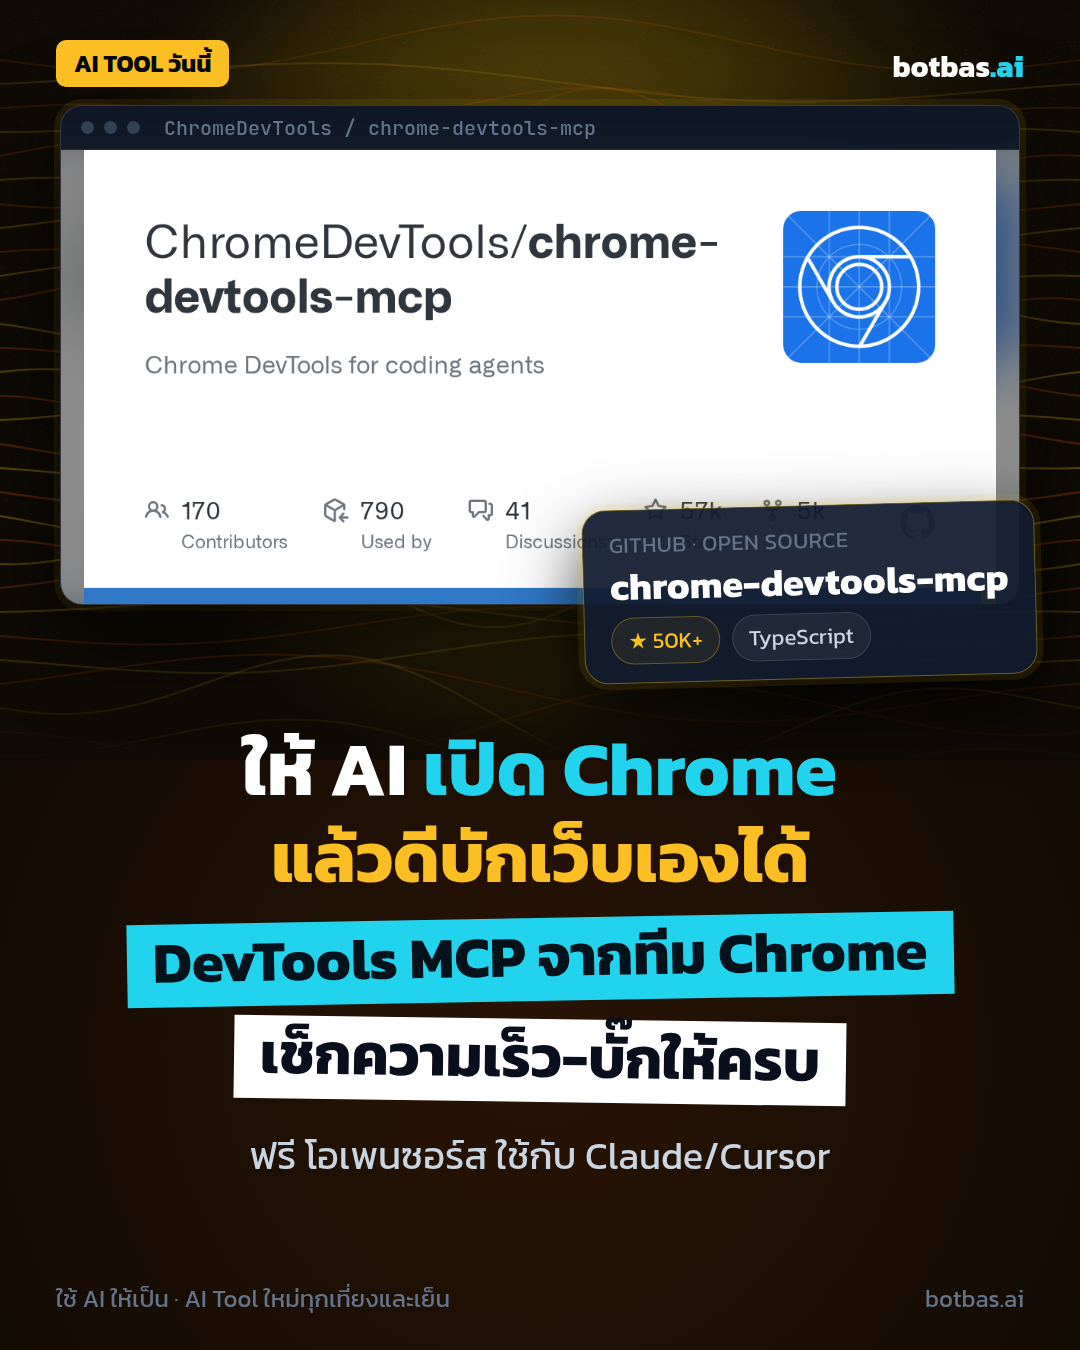 AI TOOL วันนี้
botbas.ai
ChromeDevTools / chrome-devtools-mcp
ChromeDevTools/chrome-
devtools-mcp
Chrome DevTools for coding agents
170
Contributors
790
Used by
41
Discussions
57k
5k
GITHUB · OPEN SOURCE
chrome-devtools-mcp
★ 50K+
TypeScript
ให้ AI เปิด Chrome
แล้วดีบักเว็บเองได้
DevTools MCP จากทีม Chrome
เช็กความเร็ว-บั๊กให้ครบ
ฟรี โอเพนซอร์ส ใช้กับ Claude/Cursor
ใช้ AI ให้เป็น · AI Tool ใหม่ทุกเที่ยงและเย็น
botbas.ai